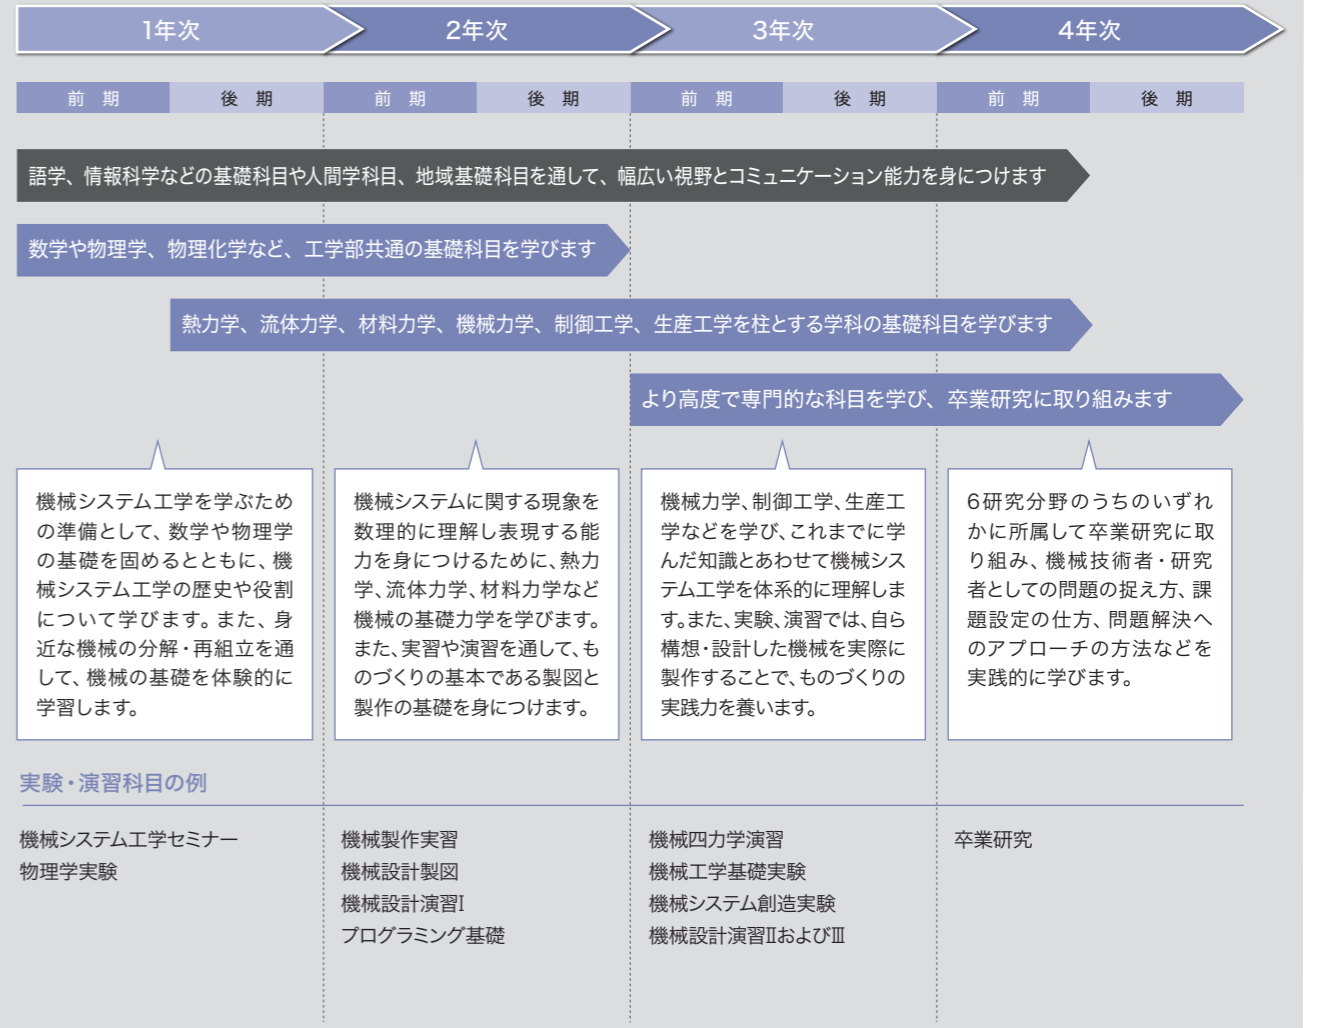 1年次
2年次
3年次
4年次
前 期
後 期
前 期
後 期
前 期
後 期
前 期
後 期
語学、情報科学などの基礎科目や人間学科目、地域基礎科目を通して、幅広い視野とコミュニケーション能力を身につけます
数学や物理学、物理化学など、工学部共通の基礎科目を学びます
熱力学、流体力学、材料力学、機械力学、制御工学、生産工学を柱とする学科の基礎科目を学びます
より高度で専門的な科目を学び、卒業研究に取り組みます
機械システム工学を学ぶため
の準備として、数学や物理学
の基礎を固めるとともに、機
械システム工学の歴史や役割
について学びます。また、身
近な機械の分解・再組立を通
して、機械の基礎を体験的に
学習します。
機械システムに関する現象を
数理的に理解し表現する能
力を身につけるために、熱力
学、流体力学、材料力学など
機械の基礎力学を学びます。
また、実習や演習を通して、も
のづくりの基本である製図と
製作の基礎を身につけます。
機械力学、制御工学、生産工
学などを学び、これまでに学
んだ知識とあわせて機械シス
テム工学を体系的に理解しま
す。また、実験、演習では、自ら
構想・設計した機械を実際に
製作することで、ものづくりの
実践力を養います。
6研究分野のうちのいずれ
かに所属して卒業研究に取
り組み、機械技術者・研究
者としての問題の捉え方、課
題設定の仕方、問題解決へ
のアプローチの方法などを
実践的に学びます。
実験・演習科目の例
機械システム工学セミナー
物理学実験
機械製作実習
機械設計製図
機械設計演習Ⅰ
プログラミング基礎
機械四力学演習
機械工学基礎実験
機械システム創造実験
機械設計演習ⅡおよびⅢ
卒業研究